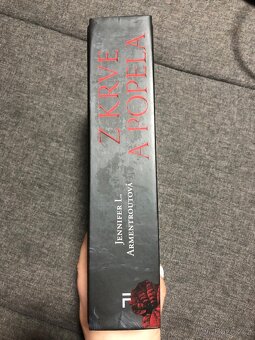 Z KRVE
A POPELA
JENNIFER L.
ARMENTROUTOVÁ